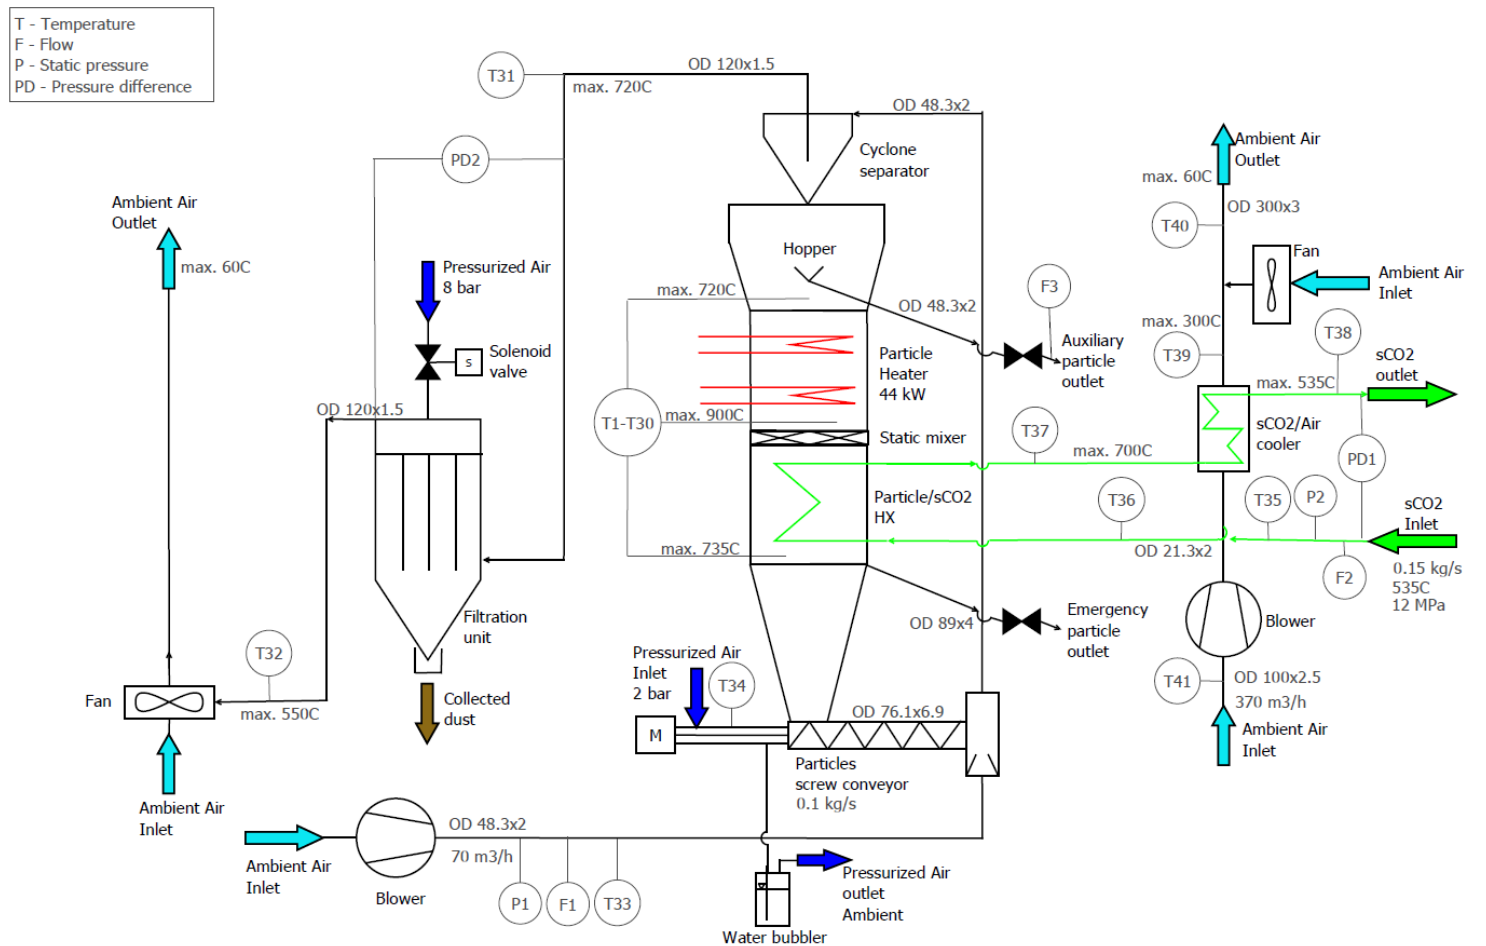 T - Temperature
F - Flow
P - Static pressure
PD - Pressure difference
T31
OD 120x1.5
max. 720C
OD 48.3x2
Cyclone
separator
PD2
Ambient Air
Outlet
max. 60C
Pressurized Air
8 bar
Solenoid
valve
s
OD 120x1.5
Hopper
max. 720C
OD 48.3x2
F3
Auxiliary
particle
outlet
Particle
Heater
44 kW
T1-T30
max. 900C
Static mixer
Particle/sCO2
HX
max. 735C
T37
max. 700C
T36
OD 21.3x2
Ambient Air
Outlet
max. 60C
OD 300x3
T40
Fan
Ambient Air
Inlet
max. 300C
T39
T38
sCO2
outlet
max. 535C
sCO2/Air
cooler
PD1
T35
P2
sCO2
Inlet
F2
0.15 kg/s
535C
12 MPa
Blower
T41
OD 100x2.5
370 m3/h
Ambient Air
Inlet
OD 89x4
Emergency
particle
outlet
Filtration
unit
T32
Fan
max. 550C
Collected
dust
Ambient Air
Inlet
Pressurized Air
Inlet
2 bar
T34
M
OD 76.1x6.9
Particles
screw conveyor
0.1 kg/s
Ambient Air
Inlet
Blower
OD 48.3x2
70 m3/h
P1
F1
T33
Pressurized Air
outlet
Ambient
Water bubbler